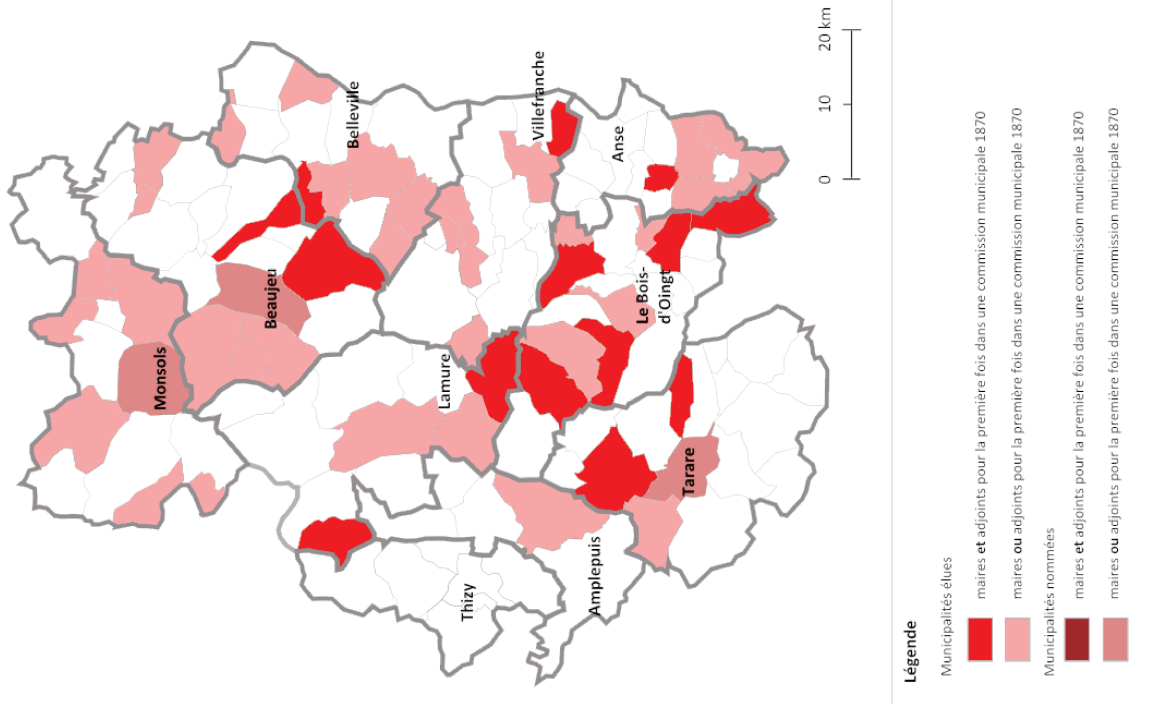 Monsols
Beaujeu
Belleville
Villefranche
Lamure
Anse
Thizy
Amplepuis
Tarare
Le Bois-
d'Oingt
0 10 20 km
Légende
Municipalités élues
maires et adjoints pour la première fois dans une commission municipale 1870
maires ou adjoints pour la première fois dans une commission municipale 1870
Municipalités nommées
maires et adjoints pour la première fois dans une commission municipale 1870
maires ou adjoints pour la première fois dans une commission municipale 1870